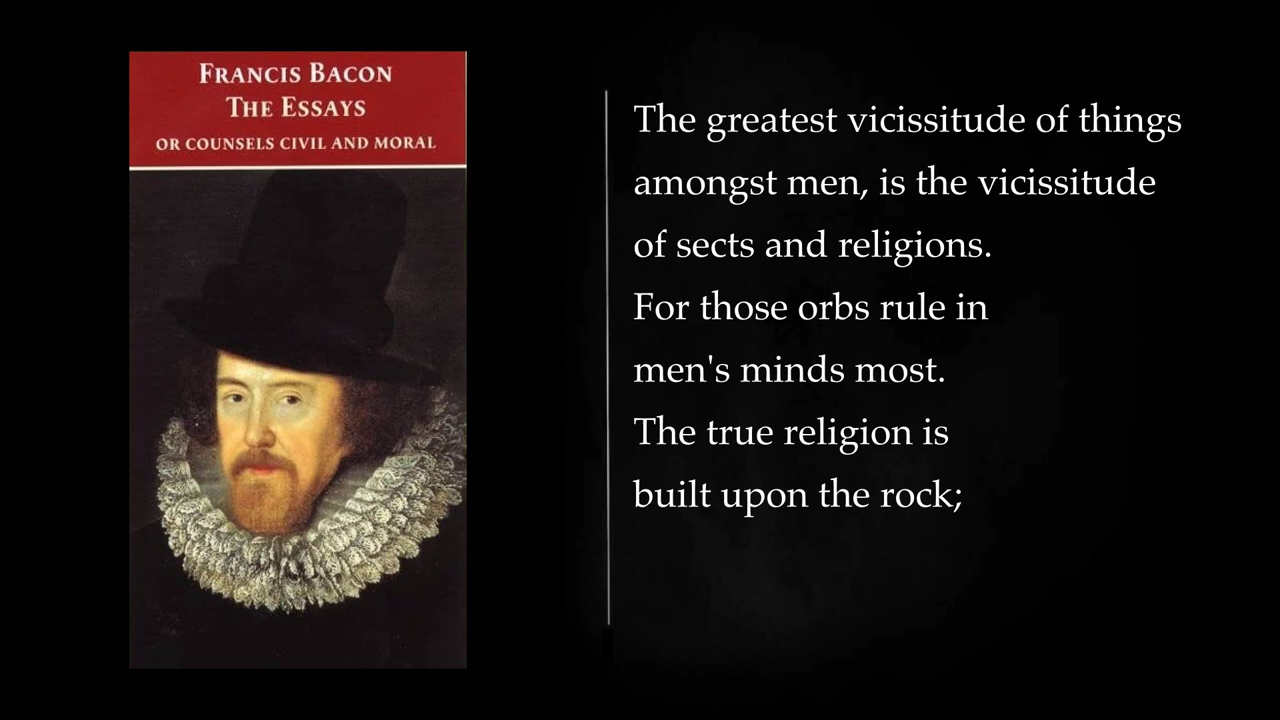 FRANCIS BACON
THE ESSAYS
OR COUNSELS CIVIL AND MORAL
The greatest vicissitude of things
amongst men, is the vicissitude
of sects and religions.
For those orbs rule in
men's minds most.
The true religion is
built upon the rock;